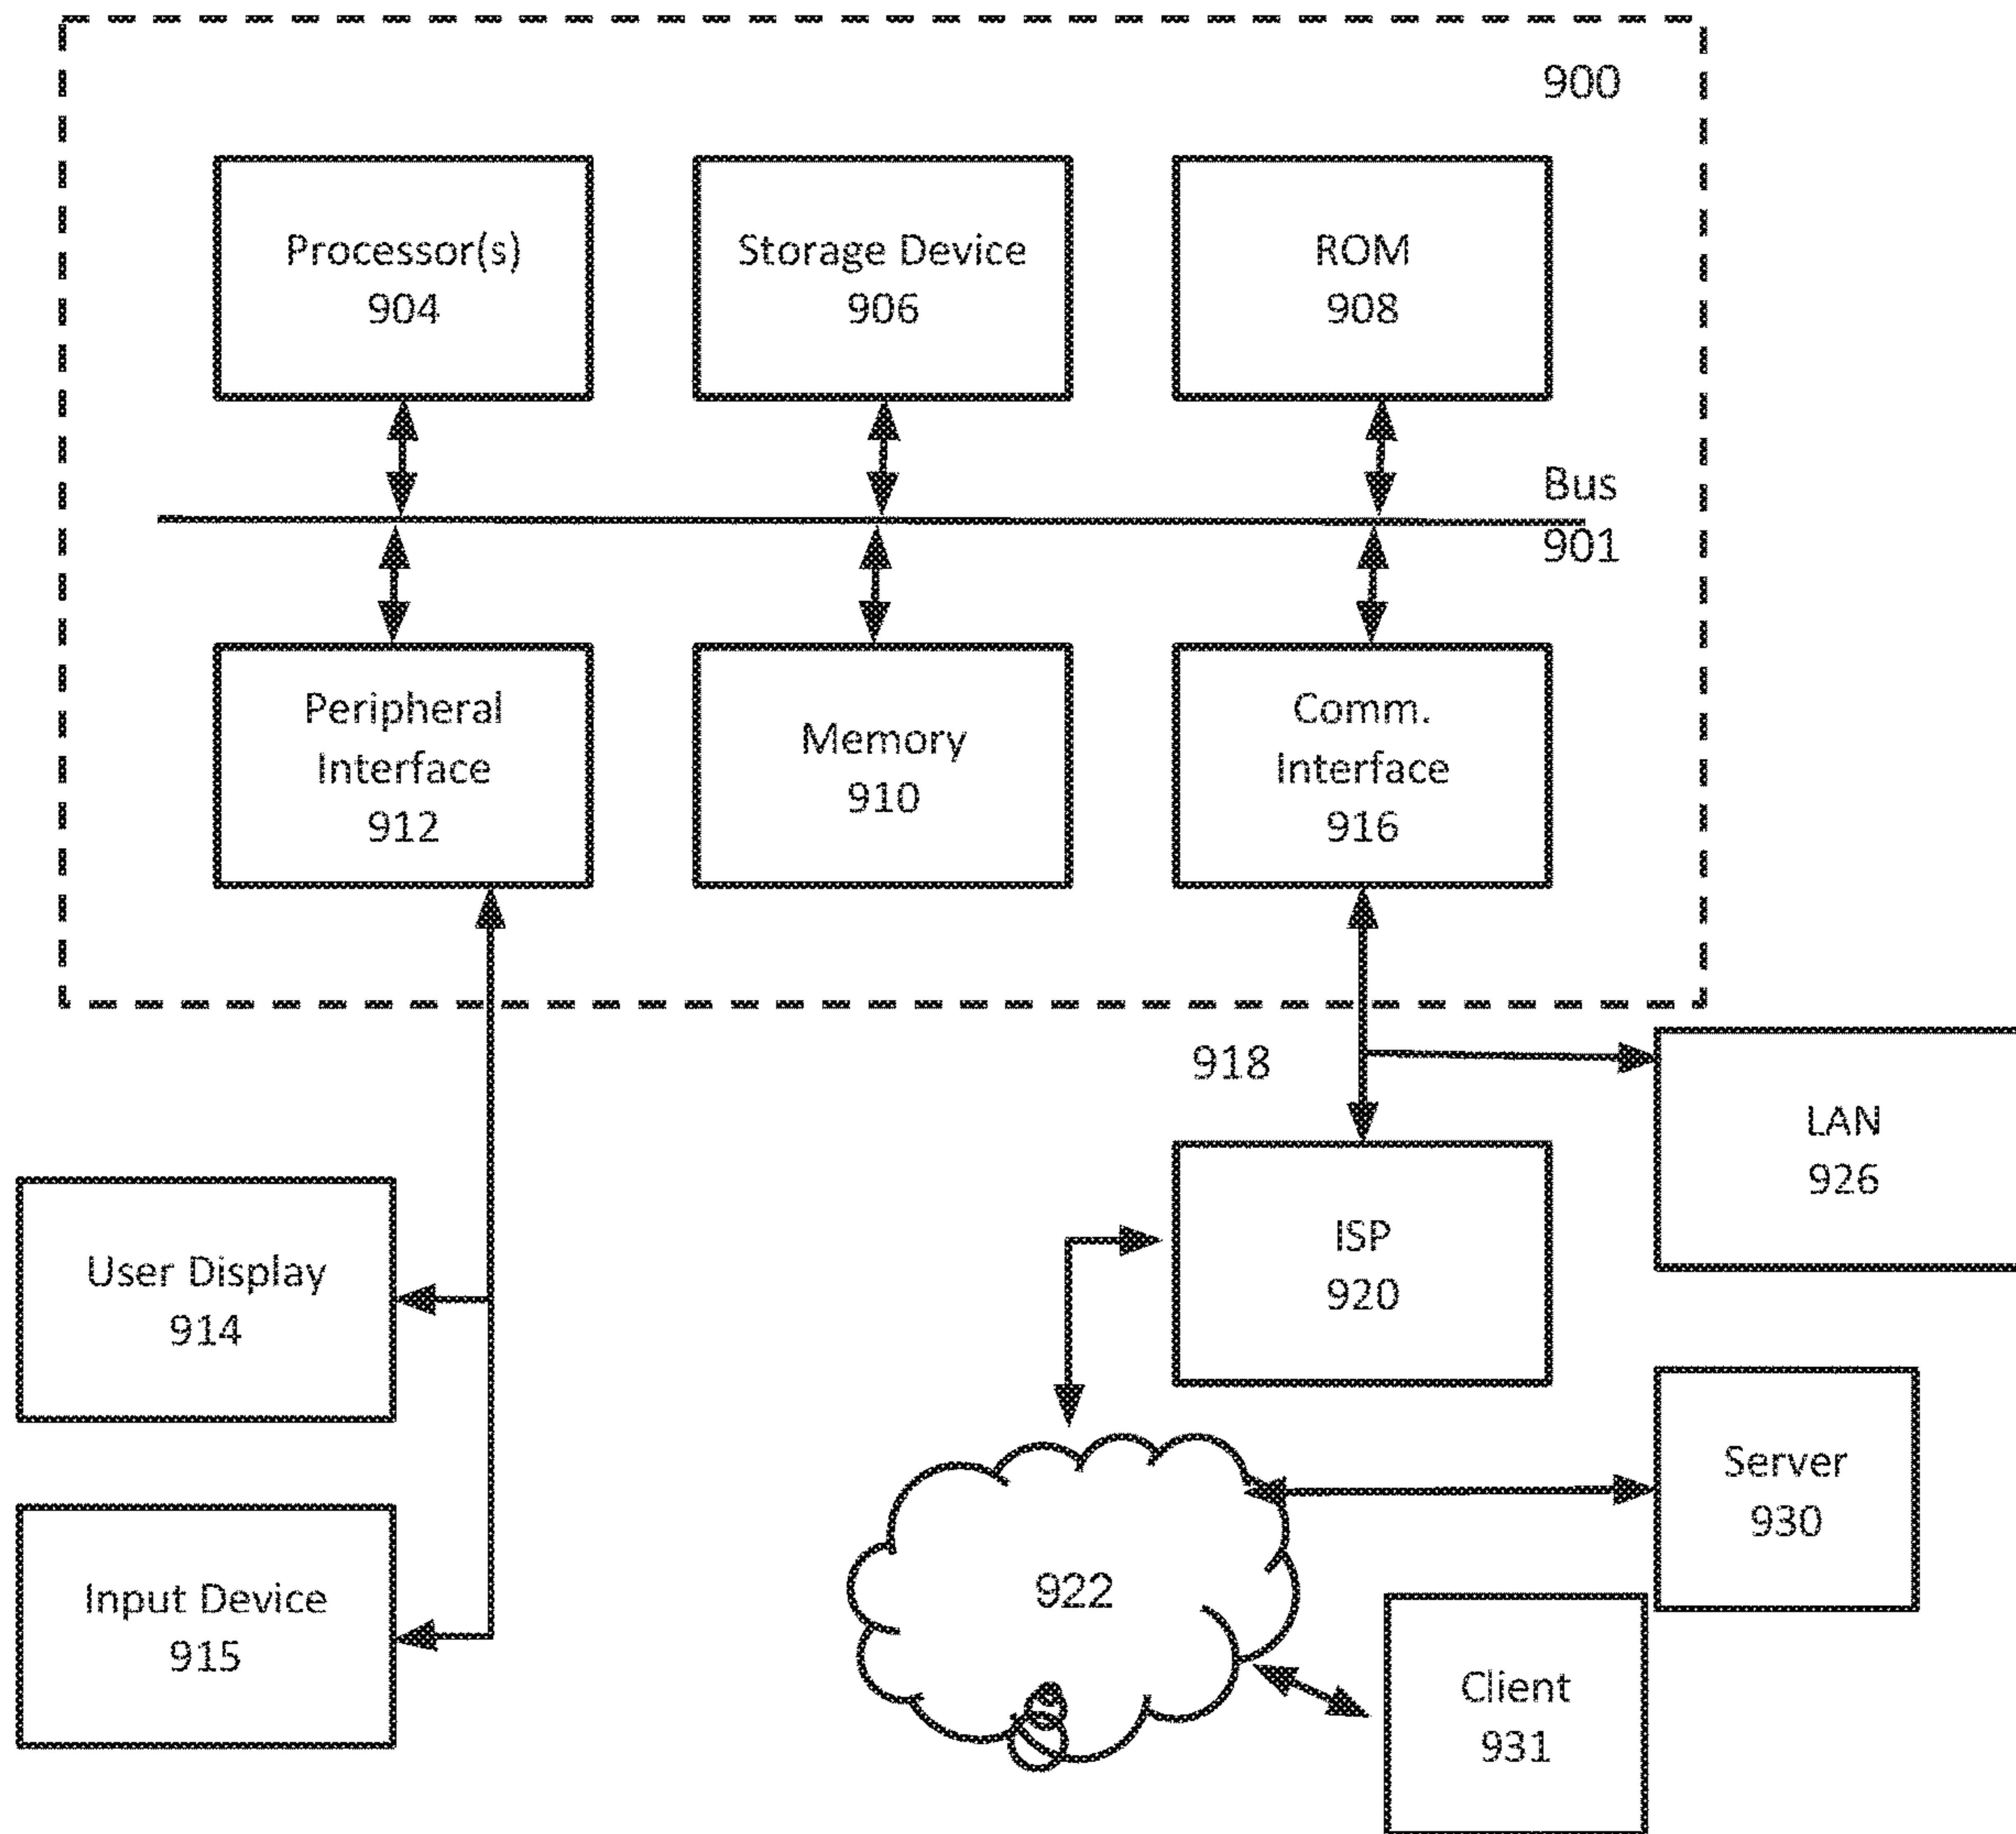 900
Processor(s)
904
Storage Device
906
ROM
908
Bus
901
Peripheral
Interface
912
Memory
910
Comm.
Interface
916
918
LAN
926
User Display
914
ISP
920
Server
930
Input Device
915
922
Client
931